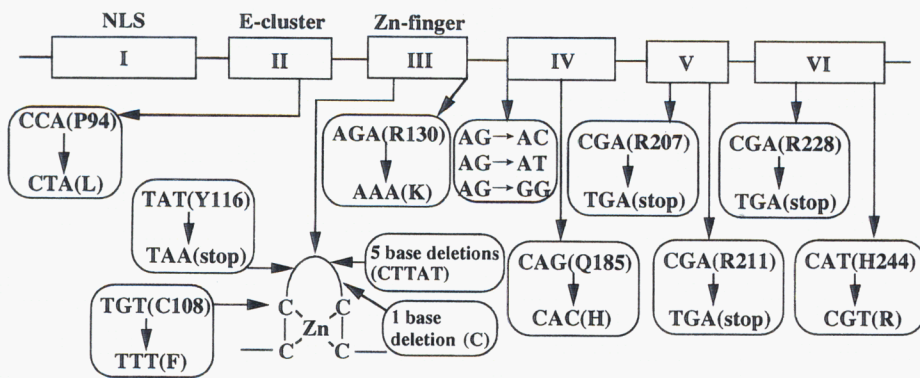 NLS
E-cluster
Zn-finger
I
II
III
IV
V
VI
CCA(P94)
CTA(L)
AGA(R130)
AAA(K)
AG→AC
AG→AT
AG→GG
CGA(R207)
TGA(stop)
CGA(R228)
TGA(stop)
TAT(Y116)
TAA(stop)
5 base deletions
(CTTAT)
CAG(Q185)
CAC(H)
CGA(R211)
TGA(stop)
CAT(H244)
CGT(R)
TGT(C108)
TTT(F)
C C
Zn
C C
1 base
deletion (C)